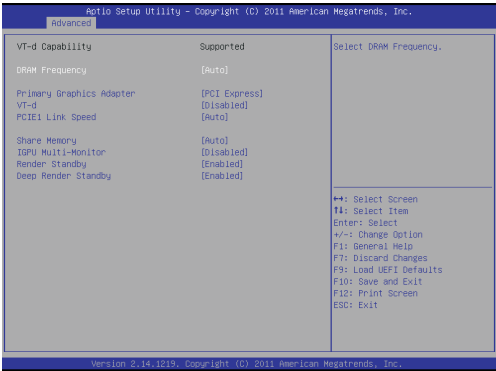 Aptio Setup Utility – Copyright (C) 2011 American Megatrends, Inc.
Advanced
VT-d Capability Supported
DRAM Frequency [Auto]
Primary Graphics Adapter [PCI Express]
VT-d [Disabled]
PCIE1 Link Speed [Auto]
Share Memory [Auto]
IGPU Multi-Monitor [Disabled]
Render Standby [Enabled]
Deep Render Standby [Enabled]
Select DRAM Frequency.
↔: Select Screen
↑↓: Select Item
Enter: Select
+/-: Change Option
F1: General Help
F7: Discard Changes
F9: Load UEFI Defaults
F10: Save and Exit
F12: Print Screen
ESC: Exit
Version 2.14.1219. Copyright (C) 2011 American Megatrends, Inc.